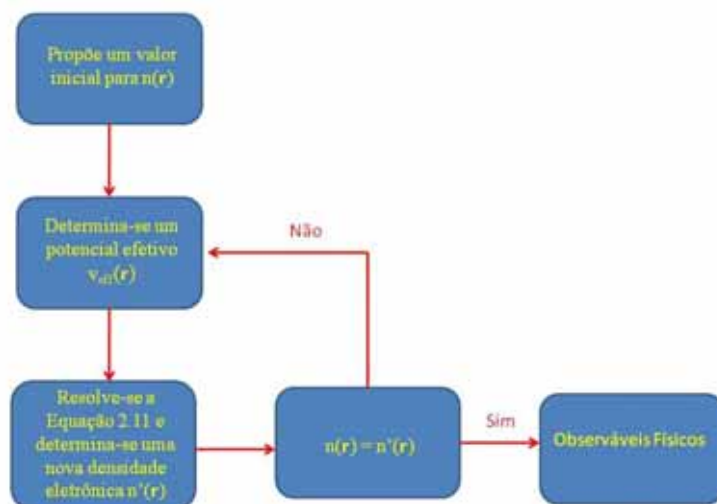 Propõe um valor
inicial para n(r)
Determina-se um
potencial efetivo
v_eff(r)
Não
Resolve-se a
Equação 2.11 e
determina-se uma
nova densidade
eletrônica n'(r)
n(r) = n'(r)
Sim
Observáveis Físicos